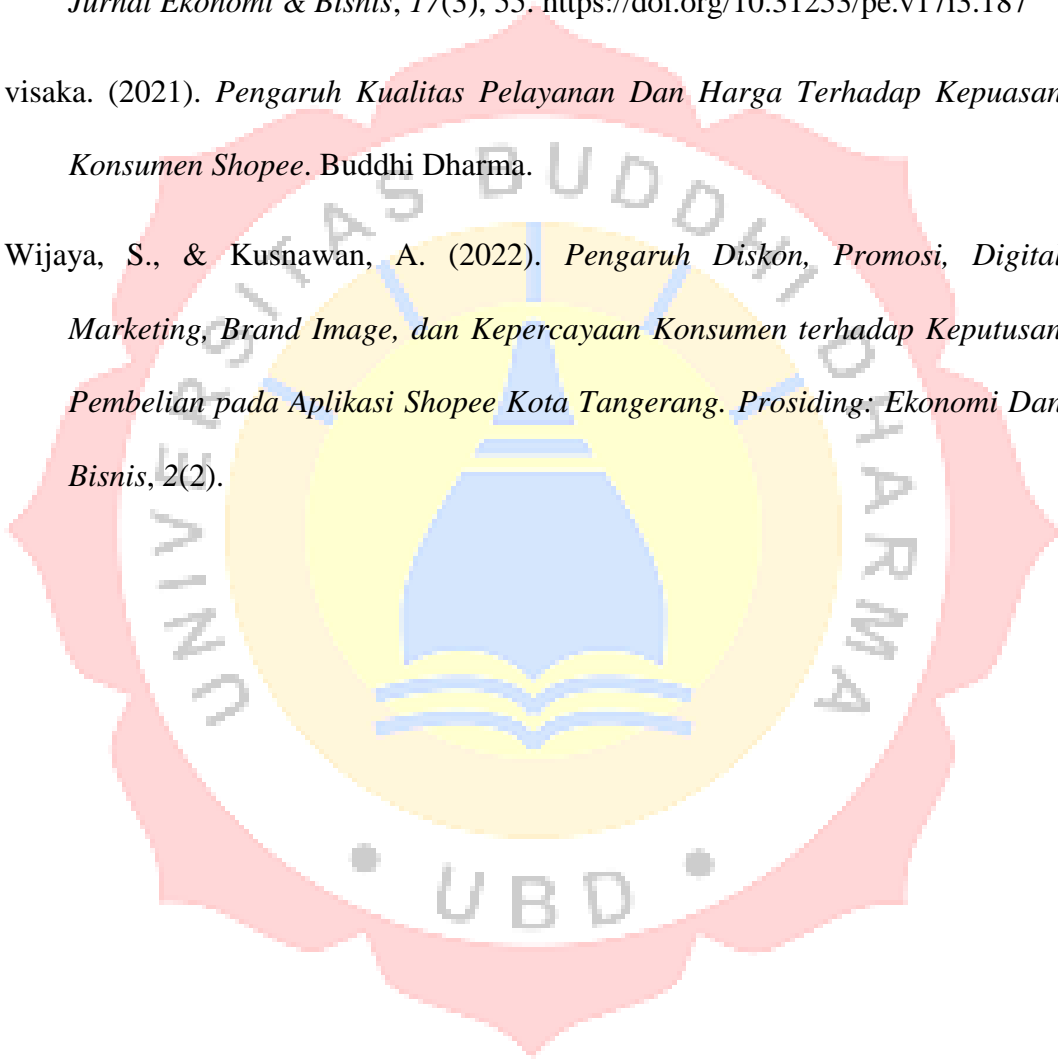 Jurnal Ekonomi & Bisnis, 17(3), 55. https://doi.org/10.31253/pe.v17i3.187
visaka. (2021). Pengaruh Kualitas Pelayanan Dan Harga Terhadap Kepuasan
Konsumen Shopee. Buddhi Dharma.
Wijaya, S., & Kusnawan, A. (2022). Pengaruh Diskon, Promosi, Digital
Marketing, Brand Image, dan Kepercayaan Konsumen terhadap Keputusan
Pembelian pada Aplikasi Shopee Kota Tangerang. Prosiding: Ekonomi Dan
Bisnis, 2(2).
UNIVERSITAS BUDDHI DHARMA
• UBD •